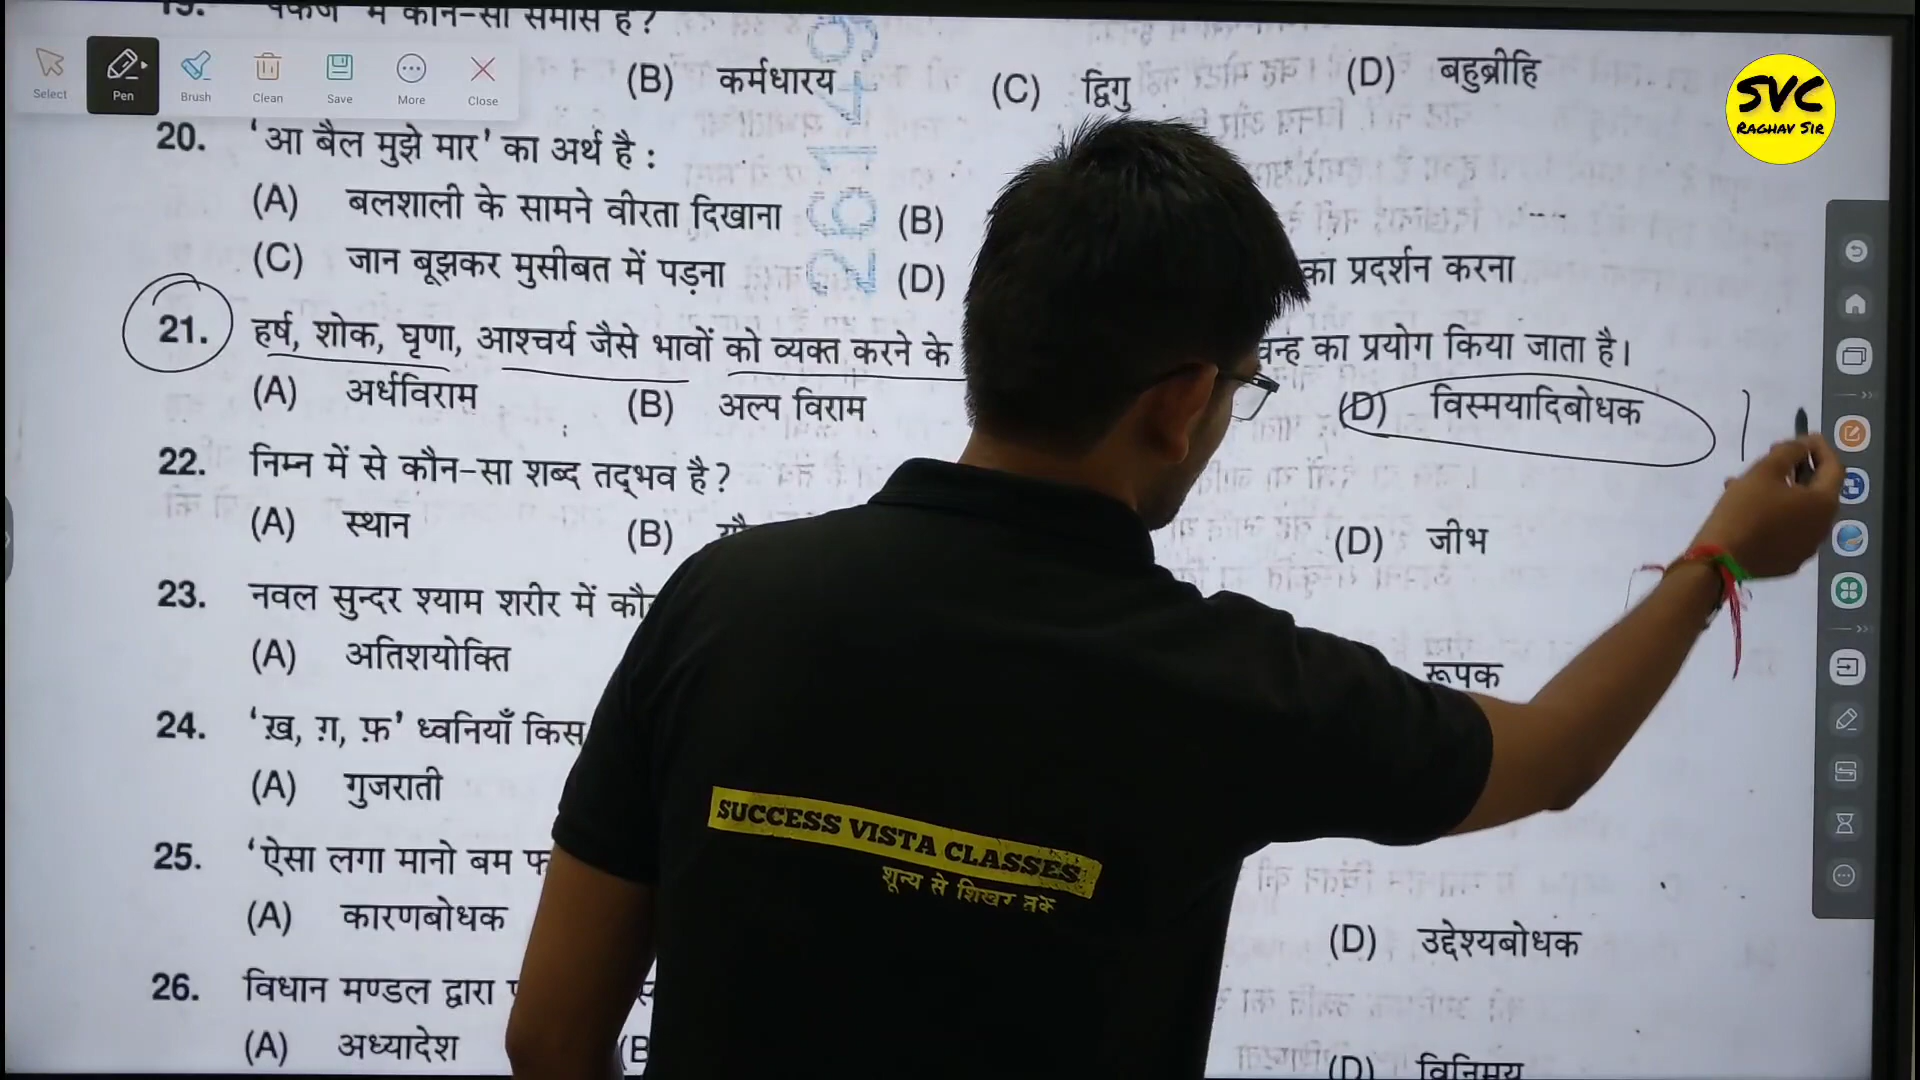 19. में कौन-सा समास है ?
Select Pen Brush Clean Save More Close
(B) कर्मधारय (C) द्विगु (D) बहुब्रीहि
SVC
RAGHAV SIR
20. ‘आ बैल मुझे मार’ का अर्थ है :
(A) बलशाली के सामने वीरता दिखाना (B)
(C) जान बूझकर मुसीबत में पड़ना (D) का प्रदर्शन करना
21. हर्ष, शोक, घृणा, आश्चर्य जैसे भावों को व्यक्त करने के का प्रयोग किया जाता है।
(A) अर्धविराम (B) अल्प विराम (D) विस्मयादिबोधक
22. निम्न में से कौन-सा शब्द तद्भव है ?
(A) स्थान (B) (D) जीभ
23. नवल सुन्दर श्याम शरीर में
(A) अतिशयोक्ति रूपक
24. ‘ख़, ग़, फ़’ ध्वनियाँ किस
(A) गुजराती
25. ‘ऐसा लगा मानो बम
(A) कारणबोधक (D) उद्देश्यबोधक
26. विधान मण्डल द्वारा
(A) अध्यादेश (B (D) विनिमय
SUCCESS VISTA CLASSES
शून्य से शिखर तक